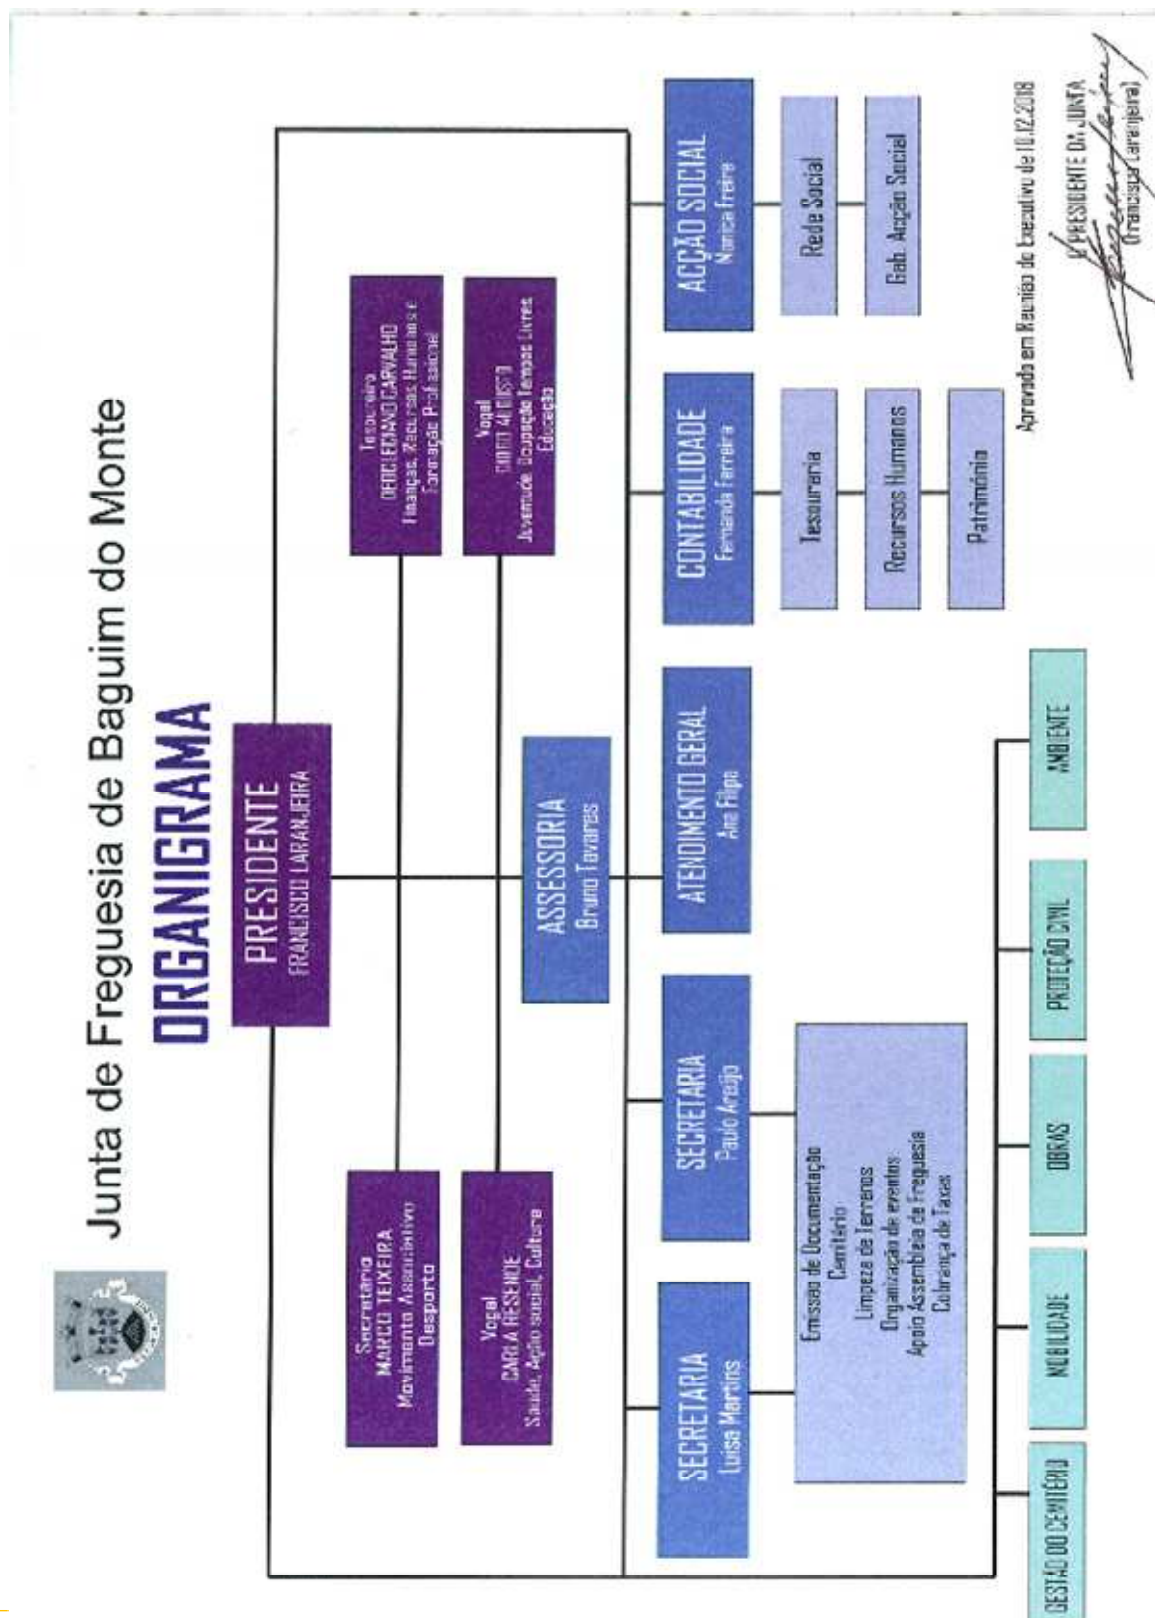 Junta de Freguesia de Baguim do Monte
ORGANIGRAMA
PRESIDENTE
FRANCISCO LARANJEIRA
Secretário
MARCO TEIXEIRA
Movimento Associativo
Desporto
Tesoureiro
DEOCLECIANO CARVALHO
Finanças, Recursos Humanos e
Formação Profissional
Vogal
CARLA RESENDE
Saude, Ação social, Cultura
Vogal
AUGUSTO
Juventude, Ocupação Tempos Livres
Educação
ASSESSORIA
Bruno Tavares
SECRETARIA
Luisa Martins
SECRETARIA
Paulo Araújo
ATENDIMENTO GERAL
Ana Filipa
CONTABILIDADE
Fernanda Ferreira
ACÇÃO SOCIAL
Monica Freire
Emissão de Documentação
Cemitério
Limpeza de Terrenos
Organização de eventos
Apoio Assembleia de Freguesia
Cobrança de Taxas
Tesouraria
Recursos Humanos
Património
Rede Social
Gab. Acção Social
GESTÃO DO CEMITÉRIO
MOBILIDADE
OBRAS
PROTEÇÃO CIVIL
AMBIENTE
Aprovado em Reunião de Executivo de 10.12.2018
O PRESIDENTE DA JUNTA
(Francisco Laranjeira)